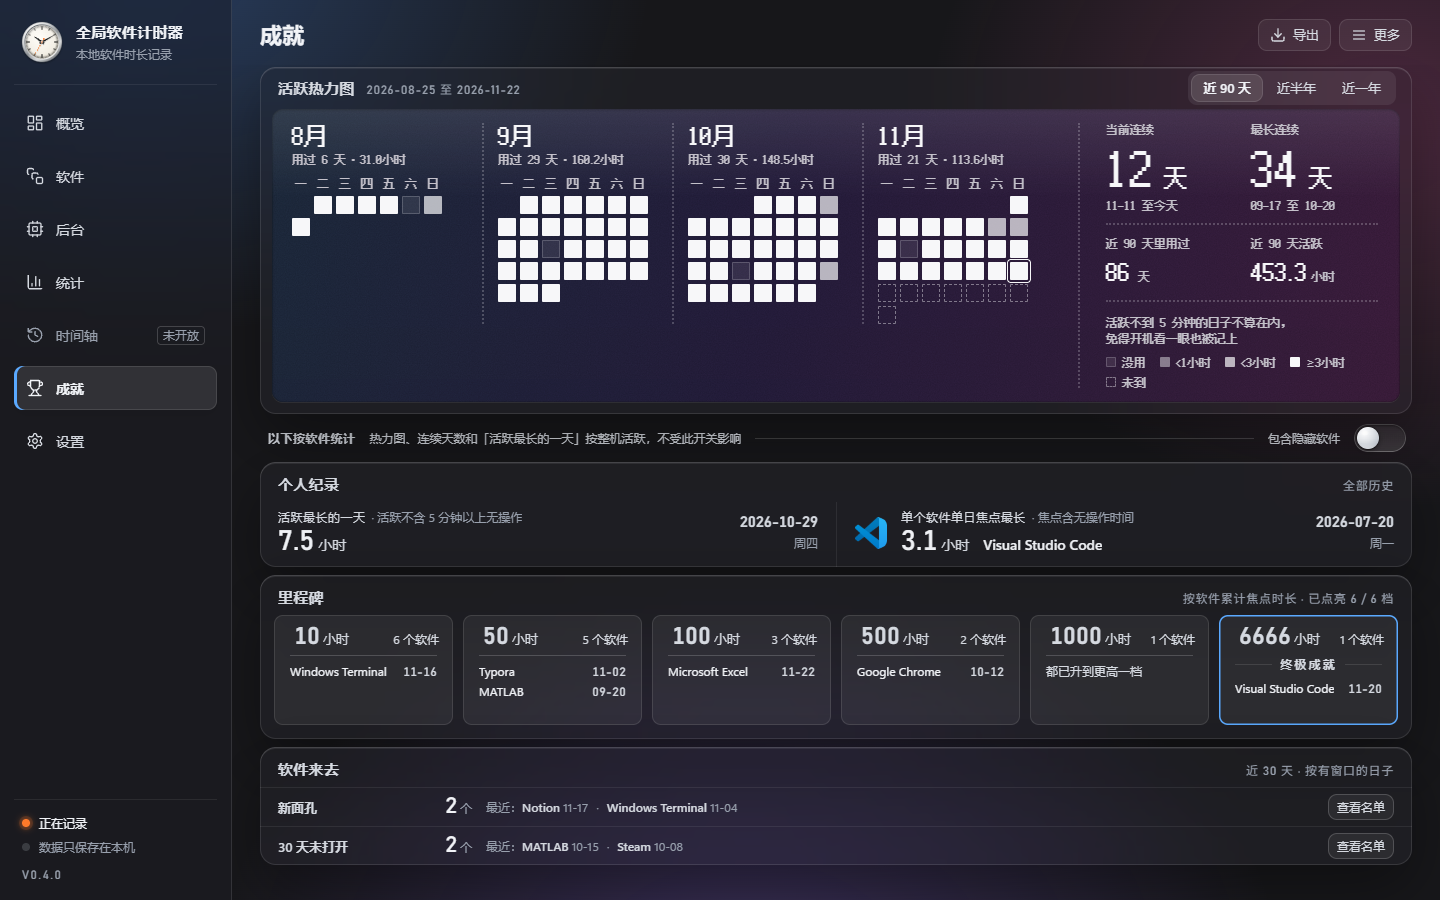 全局软件计时器
本地软件时长记录
概览
软件
后台
统计
时间轴 未开放
成就
设置
正在记录
数据只保存在本机
V0.4.0
成就
导出
更多
活跃热力图 2026-08-25 至 2026-11-22
近 90 天 近半年 近一年
8月
用过 6 天 · 31.0小时
一 二 三 四 五 六 日
9月
用过 29 天 · 160.2小时
一 二 三 四 五 六 日
10月
用过 30 天 · 148.5小时
一 二 三 四 五 六 日
11月
用过 21 天 · 113.6小时
一 二 三 四 五 六 日
当前连续
12 天
11-11 至今天
最长连续
34 天
09-17 至 10-20
近 90 天里用过
86 天
近 90 天活跃
453.3 小时
活跃不到 5 分钟的日子不算在内，
免得开机看一眼也被记上
没用 <1小时 <3小时 ≥3小时
未到
以下按软件统计 热力图、连续天数和「活跃最长的一天」按整机活跃，不受此开关影响 包含隐藏软件
个人纪录 全部历史
活跃最长的一天 · 活跃不含 5 分钟以上无操作
7.5 小时
2026-10-29
周四
单个软件单日焦点最长 · 焦点含无操作时间
3.1 小时 Visual Studio Code
2026-07-20
周一
里程碑 按软件累计焦点时长 · 已点亮 6 / 6 档
10 小时 6 个软件
Windows Terminal 11-16
50 小时 5 个软件
Typora 11-02
MATLAB 09-20
100 小时 3 个软件
Microsoft Excel 11-22
500 小时 2 个软件
Google Chrome 10-12
1000 小时 1 个软件
都已升到更高一档
6666 小时 1 个软件
终极成就
Visual Studio Code 11-20
软件来去 近 30 天 · 按有窗口的日子
新面孔 2 个 最近： Notion 11-17 · Windows Terminal 11-04 查看名单
30 天未打开 2 个 最近： MATLAB 10-15 · Steam 10-08 查看名单